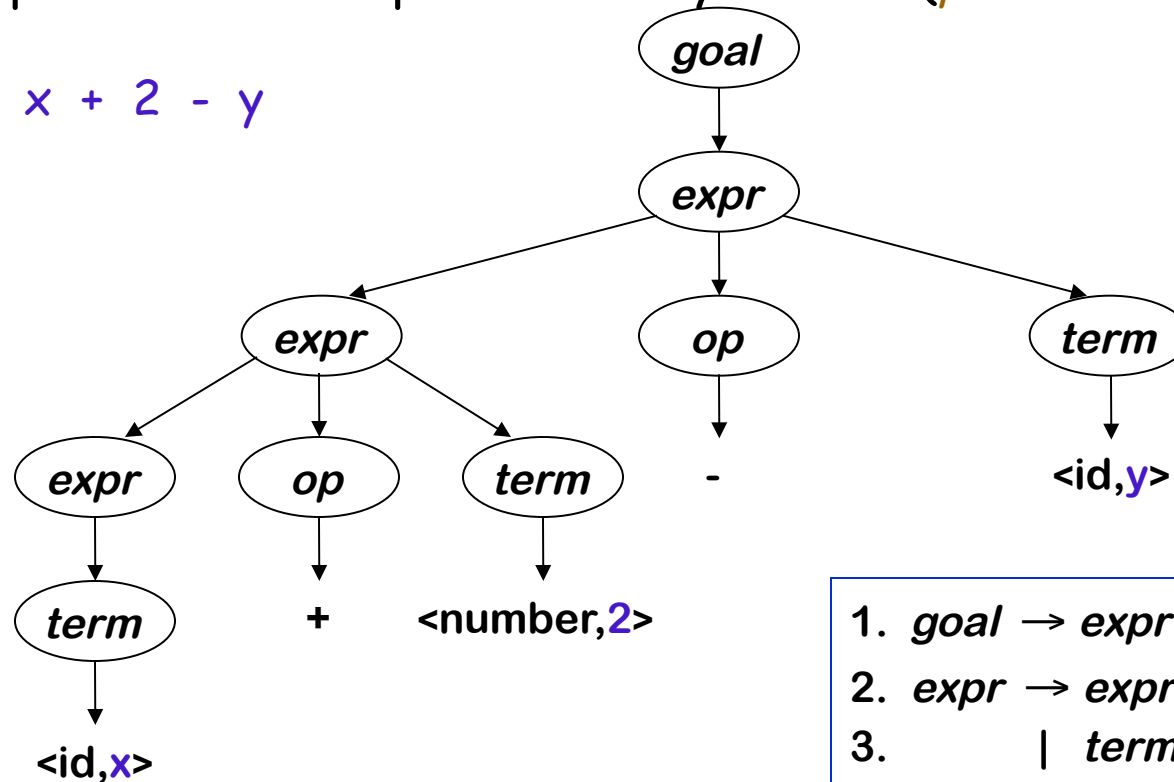 goal
x + 2 - y
expr
expr op term
expr op term - <id,y>
term + <number,2>
<id,x>
1. goal → expr
2. expr → expr
3. | term